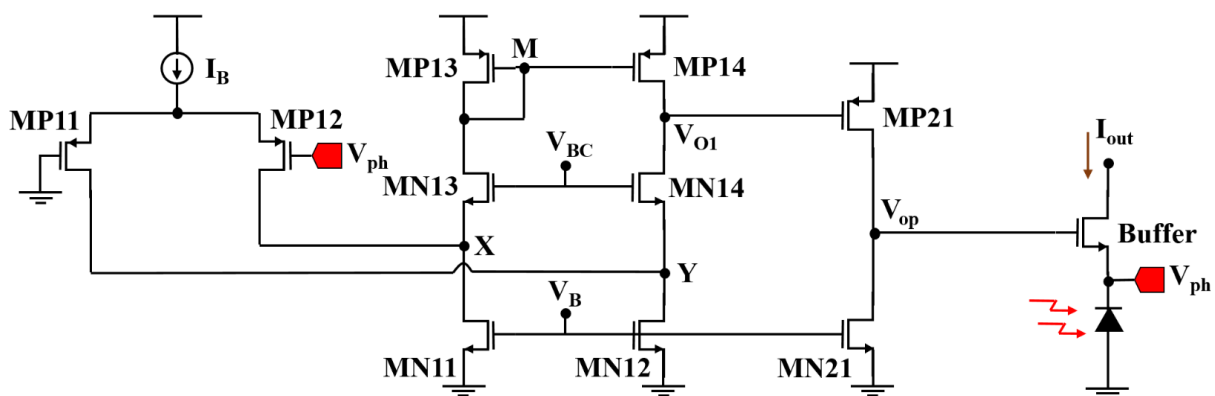 M
MP13
MP14
I_B
MP11
MP12
MP21
V_ph
V_BC
V_O1
I_out
MN13
MN14
V_op
Buffer
X
Y
V_ph
V_B
MN11
MN12
MN21